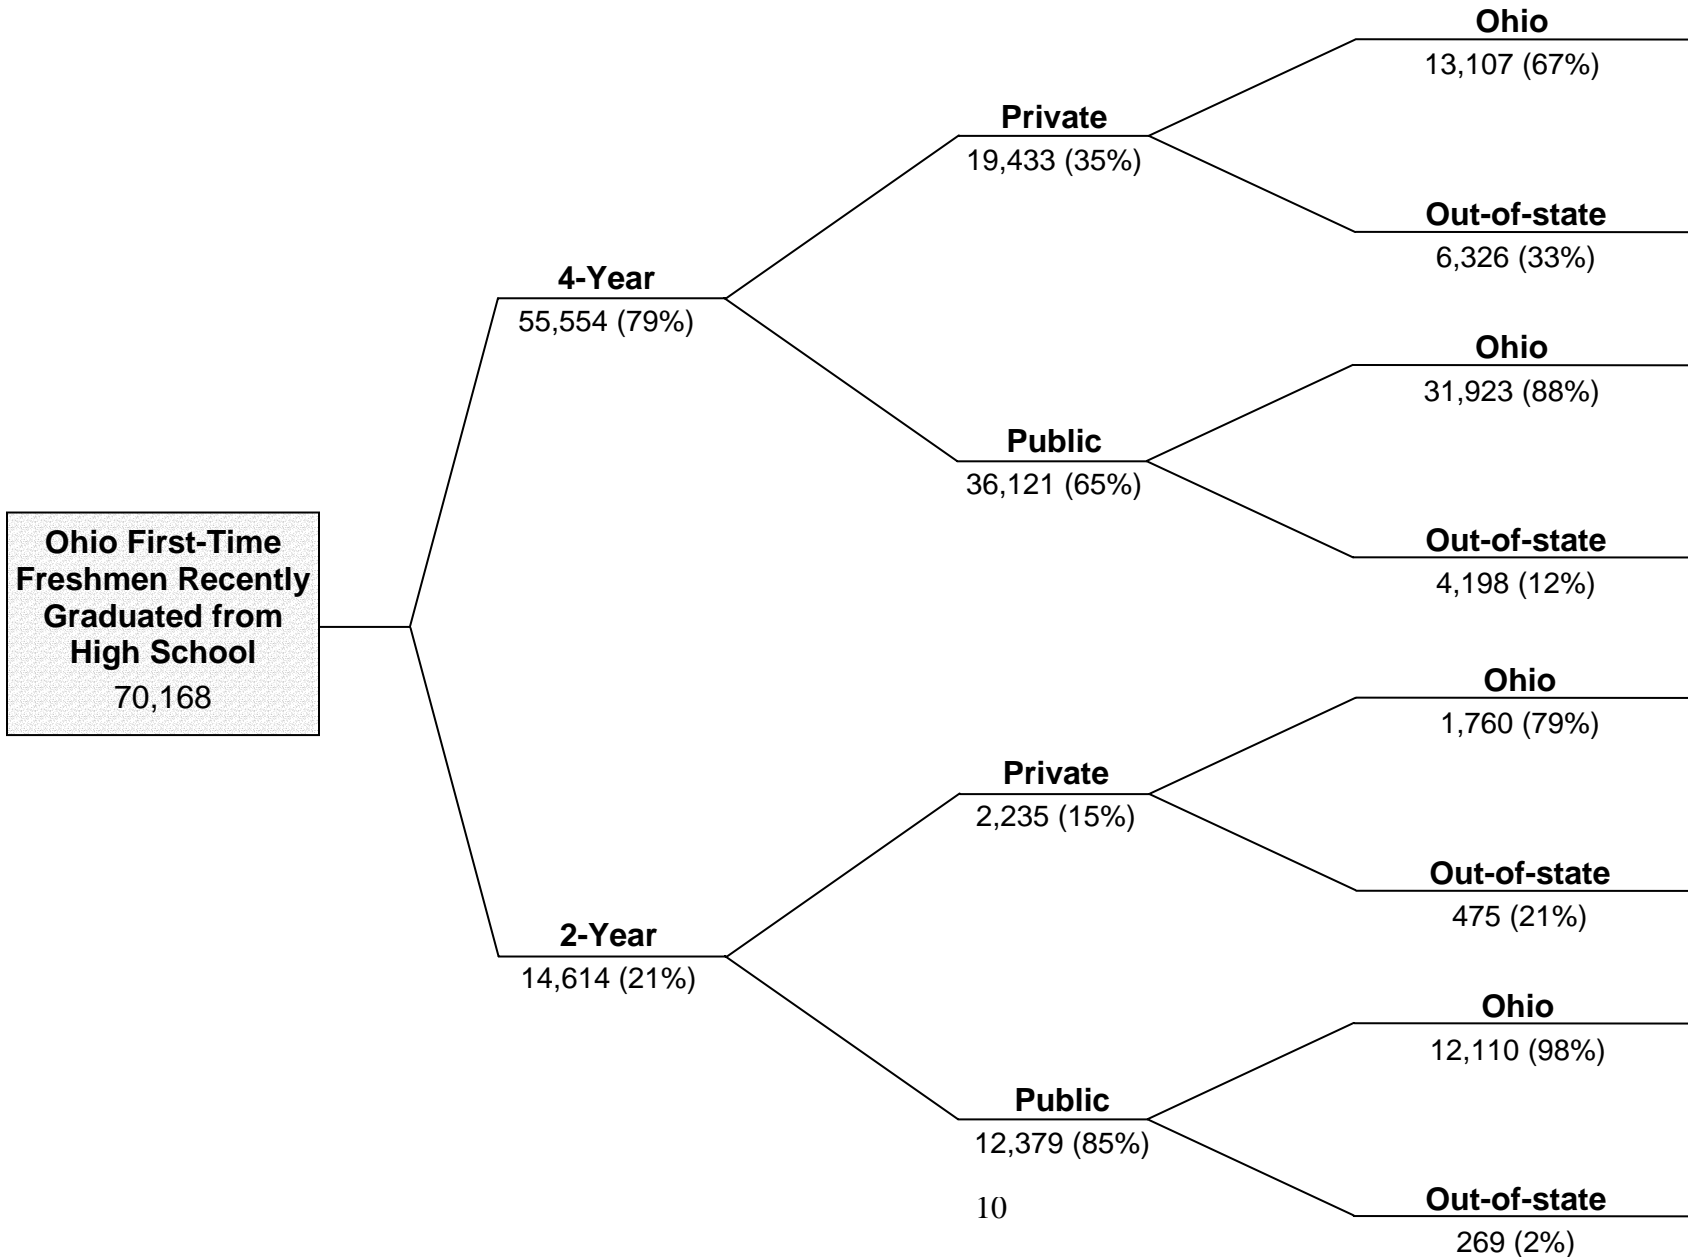 Ohio First-Time
Freshmen Recently
Graduated from
High School
70,168
4-Year
55,554 (79%)
Private
19,433 (35%)
Ohio
13,107 (67%)
Out-of-state
6,326 (33%)
Public
36,121 (65%)
Ohio
31,923 (88%)
Out-of-state
4,198 (12%)
2-Year
14,614 (21%)
Private
2,235 (15%)
Ohio
1,760 (79%)
Out-of-state
475 (21%)
Public
12,379 (85%)
Ohio
12,110 (98%)
Out-of-state
269 (2%)
10